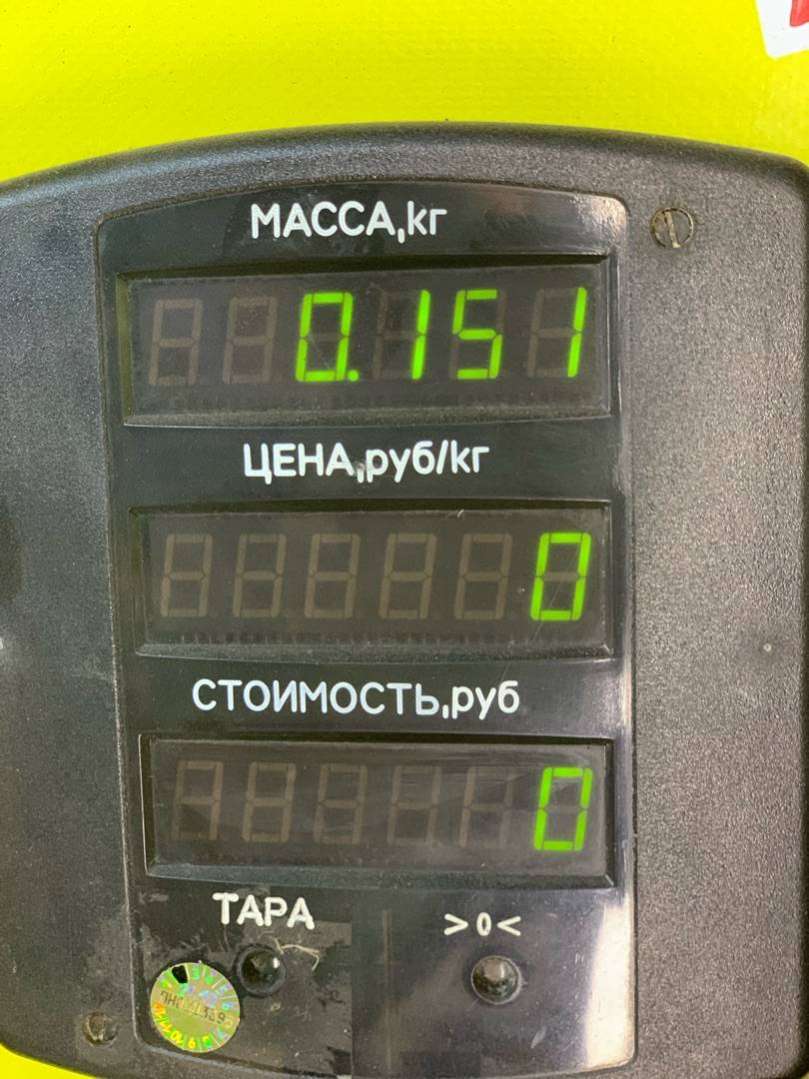 МАССА,кг
0.151
ЦЕНА,руб/кг
0
СТОИМОСТЬ,руб
0
ТАРА >0<